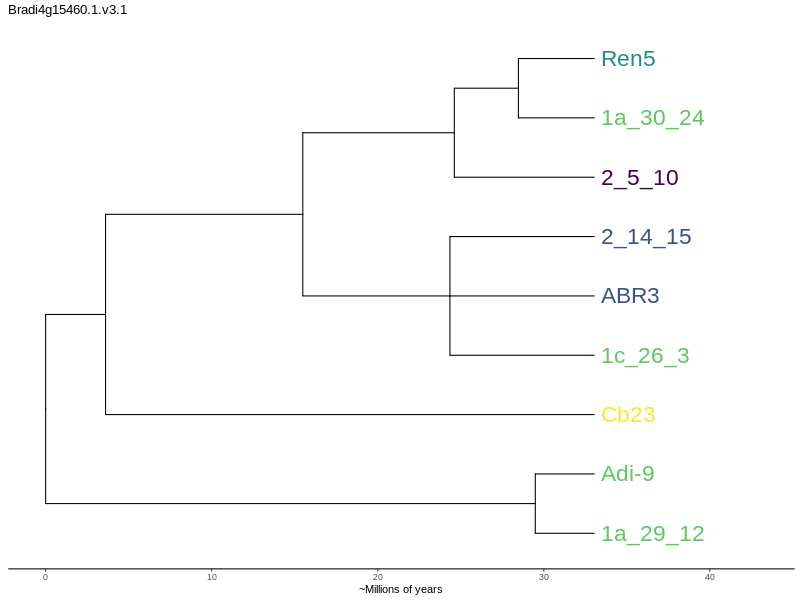 Bradi4g15460.1.v3.1
Ren5
1a_30_24
2_5_10
2_14_15
ABR3
1c_26_3
Cb23
Adi-9
1a_29_12
0 10 20 30 40
~Millions of years